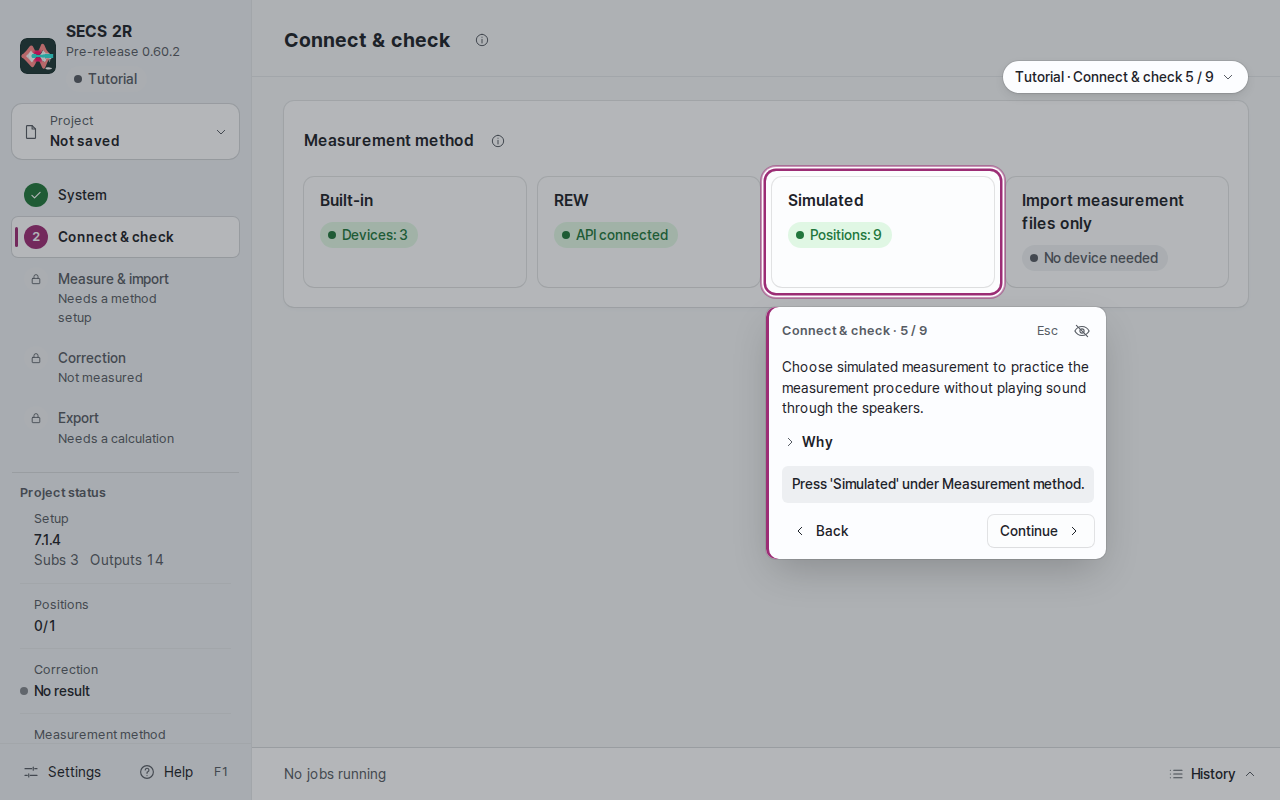 SECS 2R
Pre-release 0.60.2
Tutorial
Project
Not saved
System
2 Connect & check
Measure & import
Needs a method
setup
Correction
Not measured
Export
Needs a calculation
Project status
Setup
7.1.4
Subs 3 Outputs 14
Positions
0/1
Correction
No result
Measurement method
Settings
Help F1
Connect & check
Tutorial · Connect & check 5 / 9
Measurement method
Built-in
Devices: 3
REW
API connected
Simulated
Positions: 9
Import measurement
files only
No device needed
Connect & check · 5 / 9 Esc
Choose simulated measurement to practice the
measurement procedure without playing sound
through the speakers.
Why
Press 'Simulated' under Measurement method.
Back
Continue
No jobs running
History